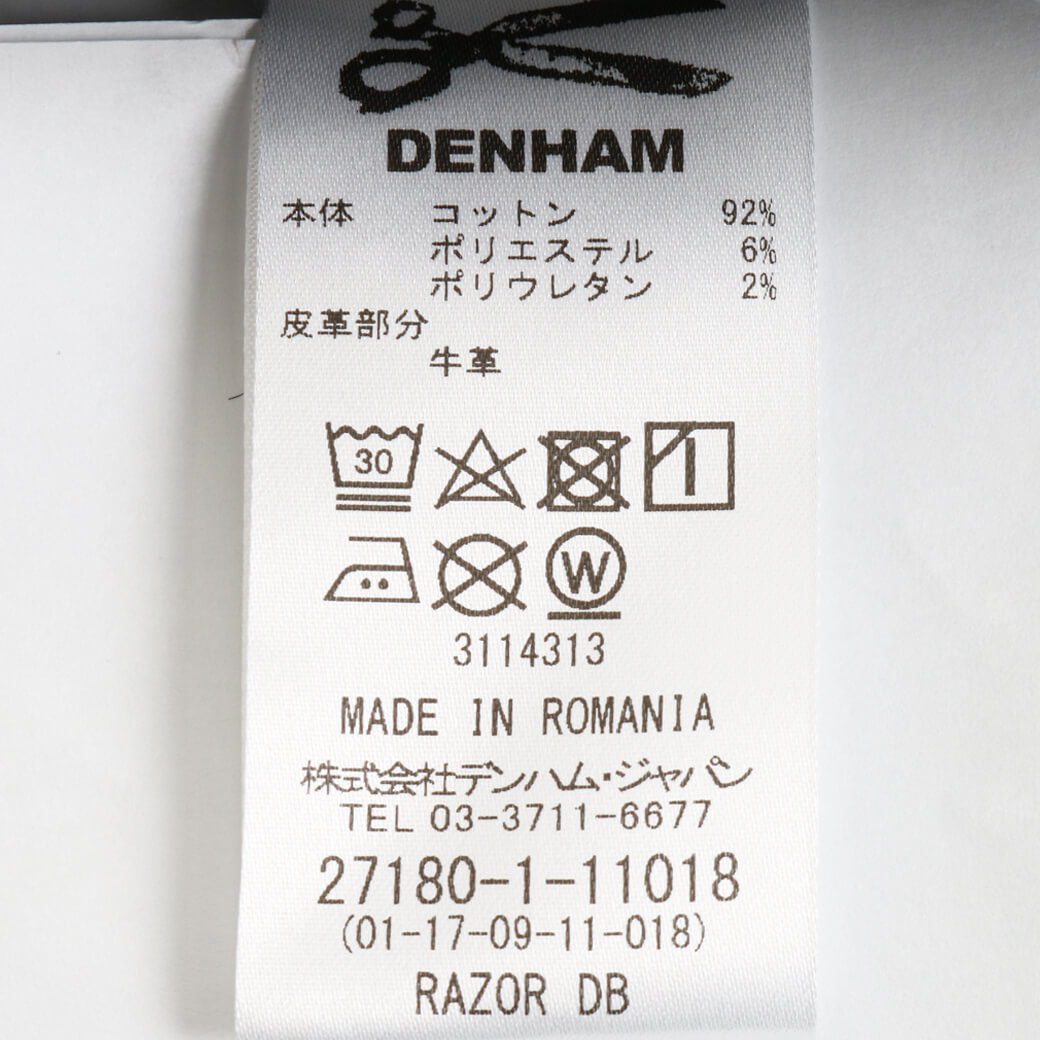 DENHAM
本体 コットン 92%
ポリエステル 6%
ポリウレタン 2%
皮革部分
牛革
30
W
3114313
MADE IN ROMANIA
株式会社デンハム・ジャパン
TEL 03-3711-6677
27180-1-11018
(01-17-09-11-018)
RAZOR DB